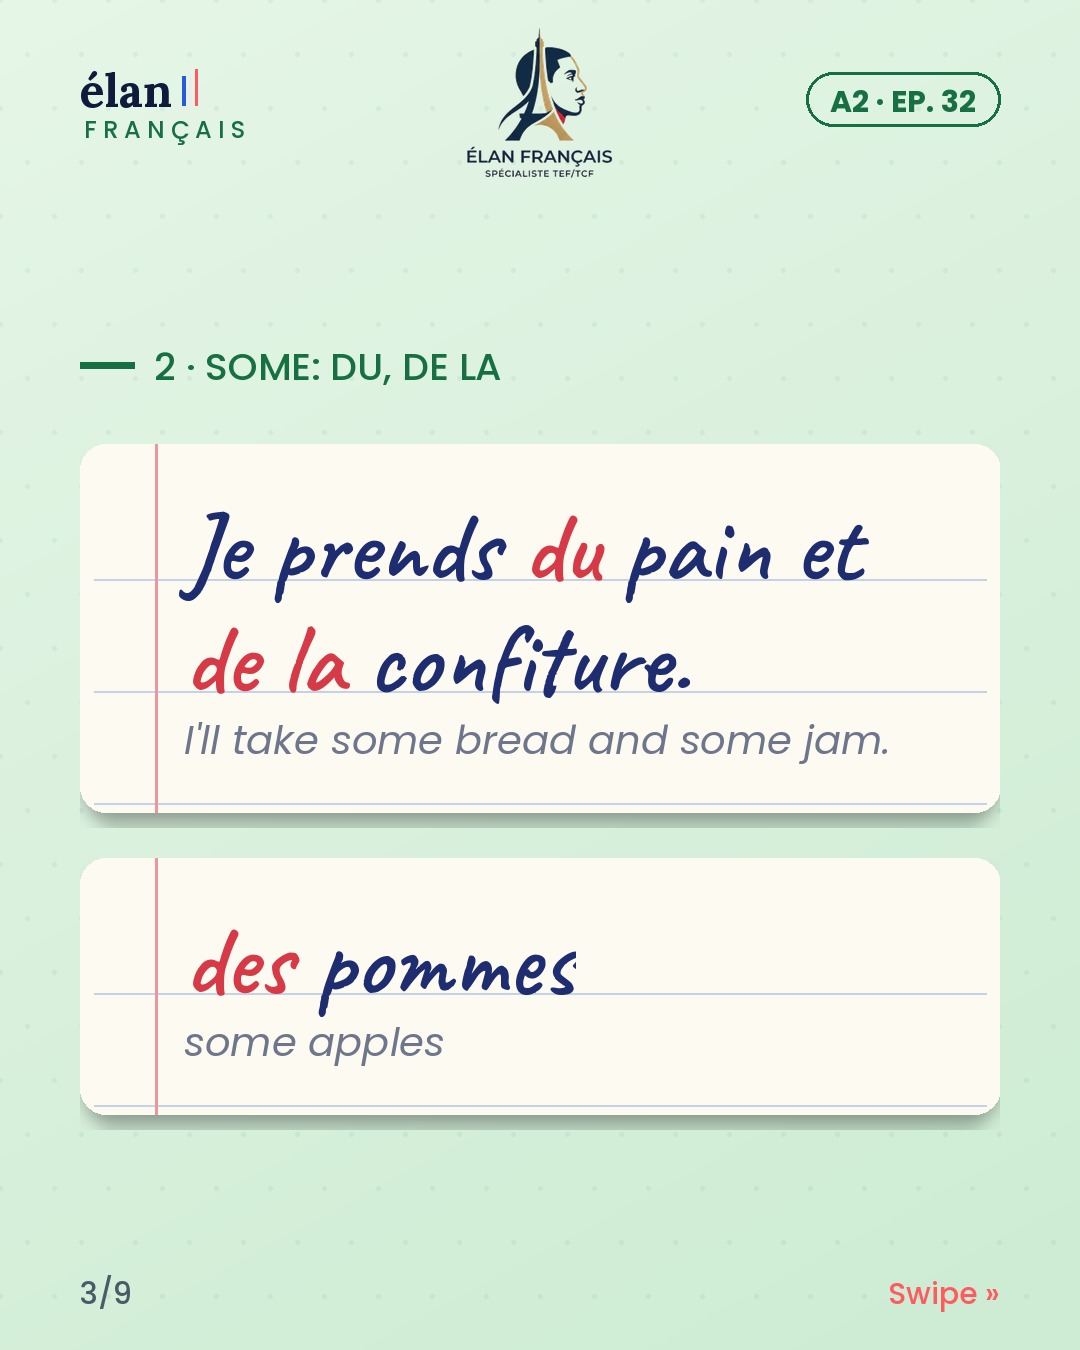 élan
FRANÇAIS
ÉLAN FRANÇAIS
SPÉCIALISTE TEF/TCF
A2 · EP. 32
2 · SOME: DU, DE LA
Je prends du pain et
de la confiture.
I'll take some bread and some jam.
des pommes
some apples
3/9
Swipe »